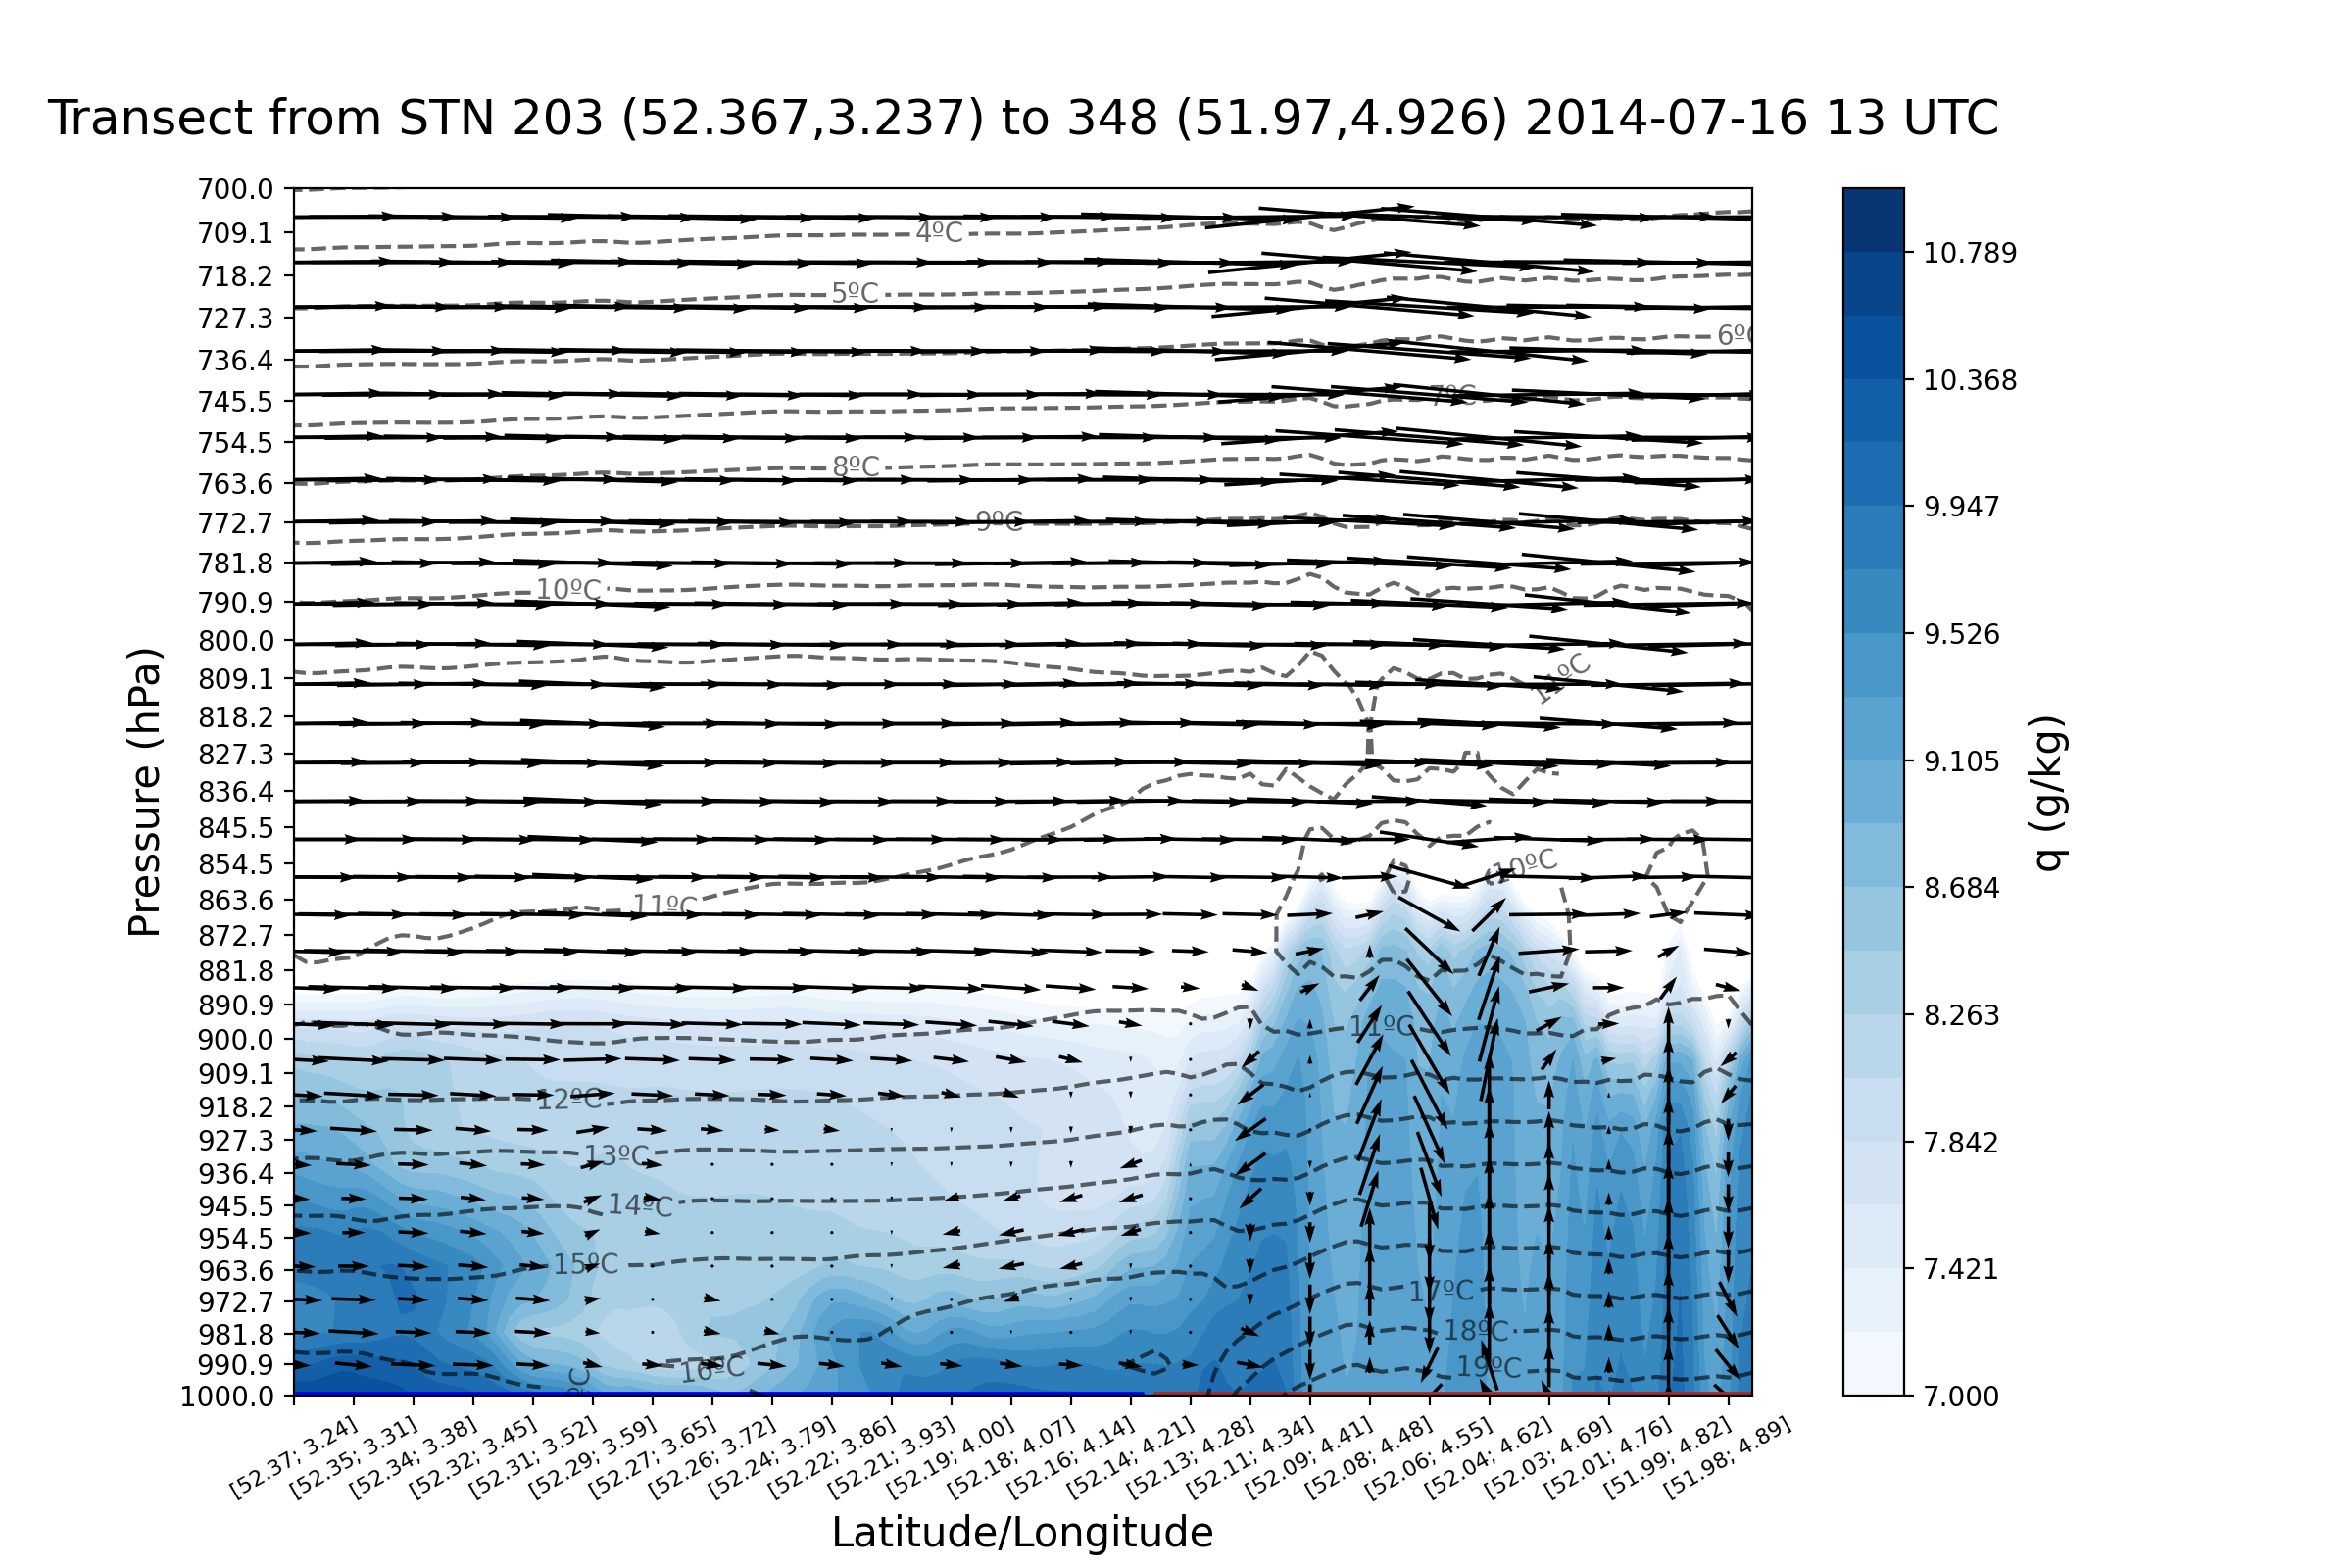 Transect from STN 203 (52.367,3.237) to 348 (51.97,4.926) 2014-07-16 13 UTC
700.0
709.1
718.2
727.3
736.4
745.5
754.5
763.6
772.7
781.8
790.9
800.0
809.1
818.2
827.3
836.4
845.5
854.5
863.6
872.7
881.8
890.9
900.0
909.1
918.2
927.3
936.4
945.5
954.5
963.6
972.7
981.8
990.9
1000.0
Pressure (hPa)
4ºC
5ºC
6º
7ºC
8ºC
9ºC
10ºC
11ºC
10ºC
11ºC
11ºC
12ºC
13ºC
14ºC
15ºC
17ºC
18ºC
16ºC
19ºC
ºC
[52.37; 3.24]
[52.35; 3.31]
[52.34; 3.38]
[52.32; 3.45]
[52.31; 3.52]
[52.29; 3.59]
[52.27; 3.65]
[52.26; 3.72]
[52.24; 3.79]
[52.22; 3.86]
[52.21; 3.93]
[52.19; 4.00]
[52.18; 4.07]
[52.16; 4.14]
[52.14; 4.21]
[52.13; 4.28]
[52.11; 4.34]
[52.09; 4.41]
[52.08; 4.48]
[52.06; 4.55]
[52.04; 4.62]
[52.03; 4.69]
[52.01; 4.76]
[51.99; 4.82]
[51.98; 4.89]
Latitude/Longitude
10.789
10.368
9.947
9.526
9.105
8.684
8.263
7.842
7.421
7.000
q (g/kg)